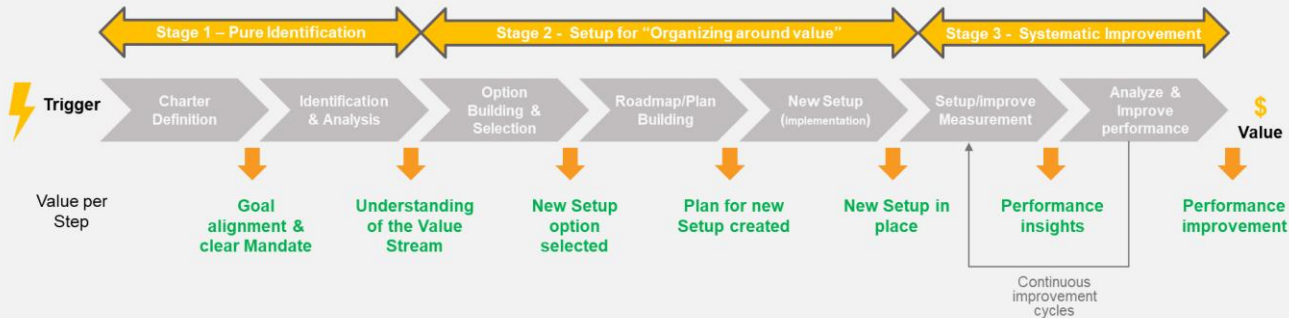 Stage 1 – Pure Identification
Stage 2 - Setup for “Organizing around value”
Stage 3 - Systematic Improvement
Trigger
Charter
Definition
Identification
& Analysis
Option
Building &
Selection
Roadmap/Plan
Building
New Setup
(implementation)
Setup/improve
Measurement
Analyze &
Improve
performance
$
Value
Value per
Step
Goal
alignment &
clear Mandate
Understanding
of the Value
Stream
New Setup
option
selected
Plan for new
Setup created
New Setup in
place
Performance
insights
Performance
improvement
Continuous
improvement
cycles